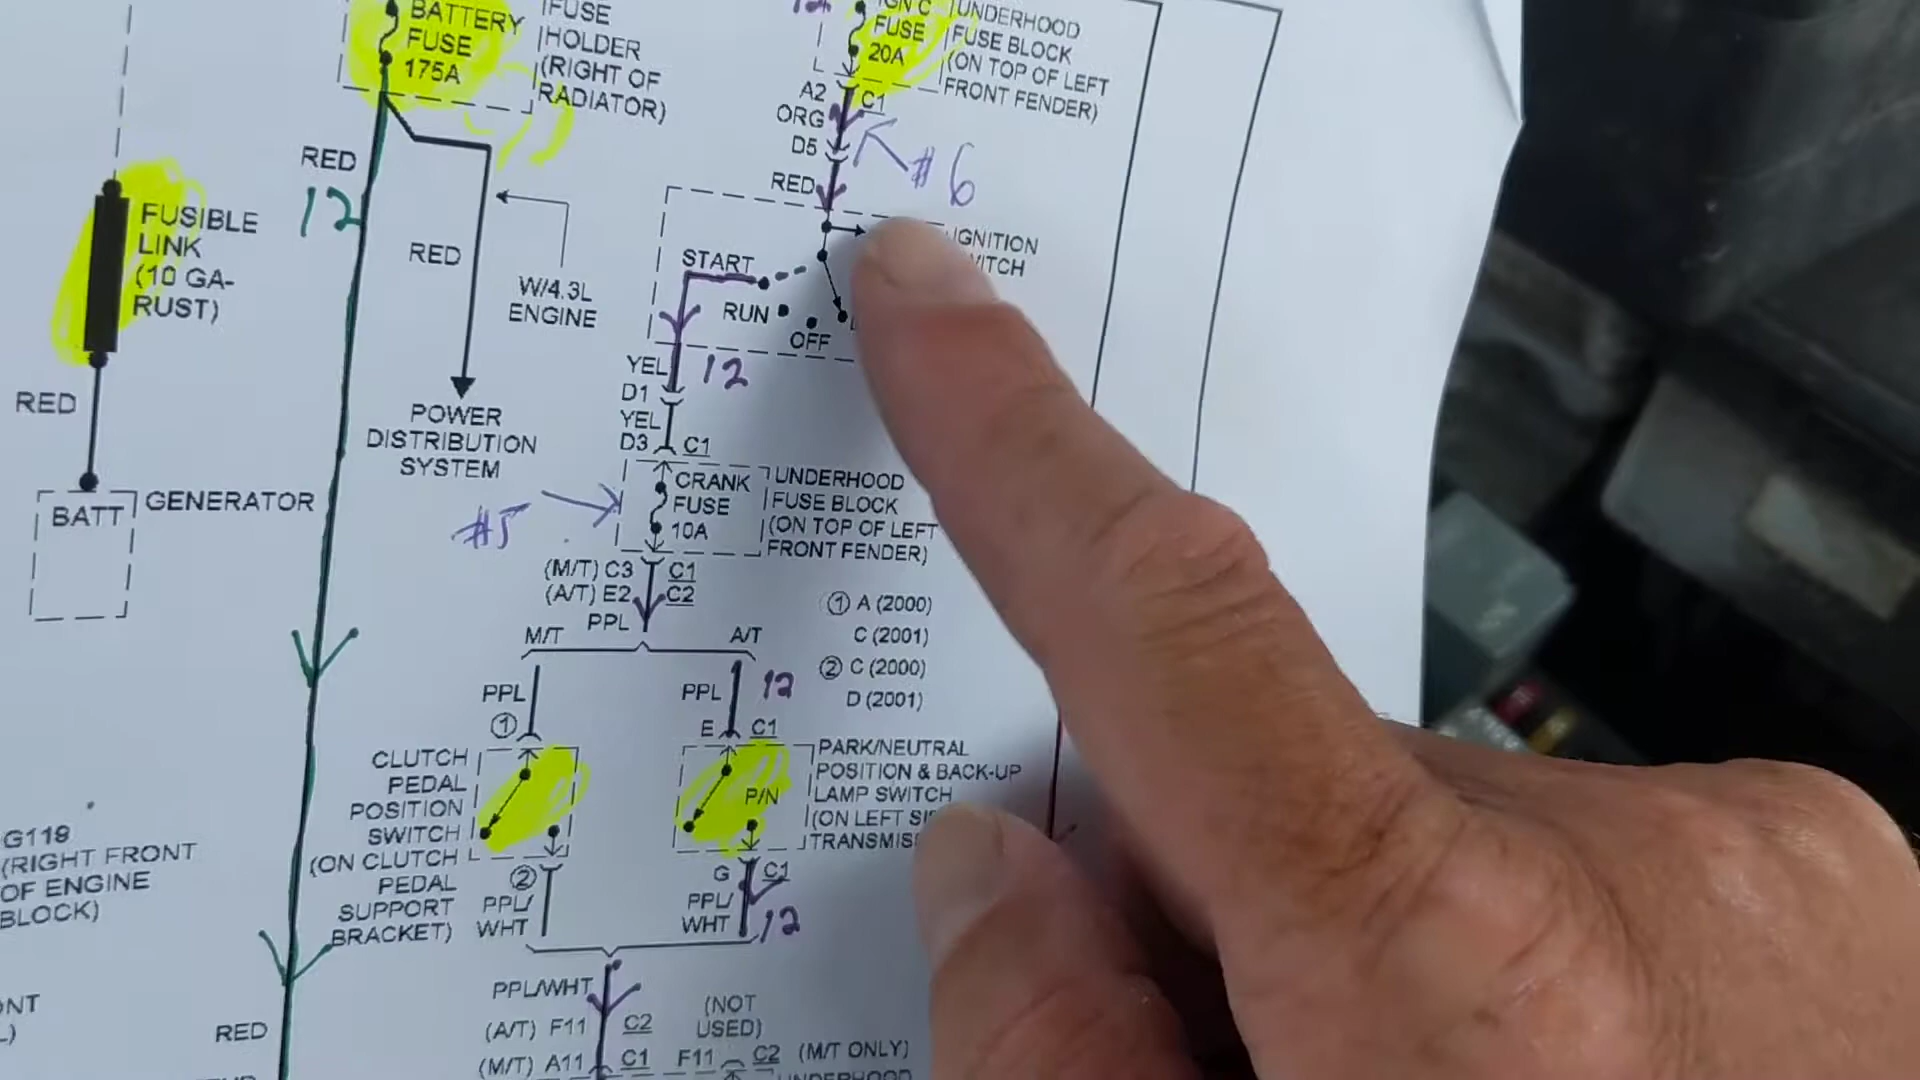 BATTERY
FUSE
175A
FUSE
HOLDER
(RIGHT OF
RADIATOR)
IGN C
FUSE
20A
UNDERHOOD
FUSE BLOCK
(ON TOP OF LEFT
FRONT FENDER)
A2 C1
ORG
D5
#6
RED
RED
12
FUSIBLE
LINK
(10 GA-
RUST)
RED
RED
W/4.3L
ENGINE
IGNITION
START
RUN
OFF
YEL 12
D1
YEL
D3 C1
POWER
DISTRIBUTION
SYSTEM
BATT GENERATOR
#5
CRANK
FUSE
10A
UNDERHOOD
FUSE BLOCK
(ON TOP OF LEFT
FRONT FENDER)
(M/T) C3 C1
(A/T) E2 C2
PPL
M/T A/T
① A (2000)
C (2001)
② C (2000)
D (2001)
PPL PPL 12
① E C1
CLUTCH
PEDAL
POSITION
SWITCH
(ON CLUTCH
PEDAL
SUPPORT
BRACKET)
P/N
PARK/NEUTRAL
POSITION & BACK-UP
LAMP SWITCH
(ON LEFT
② G C1
PPL/
WHT
PPL/
WHT 12
G119
(RIGHT FRONT
OF ENGINE
BLOCK)
PPL/WHT
(A/T) F11 C2
(M/T) A11 C1
(NOT
USED)
F11 C2 (M/T ONLY)
UNDERHOOD
RED